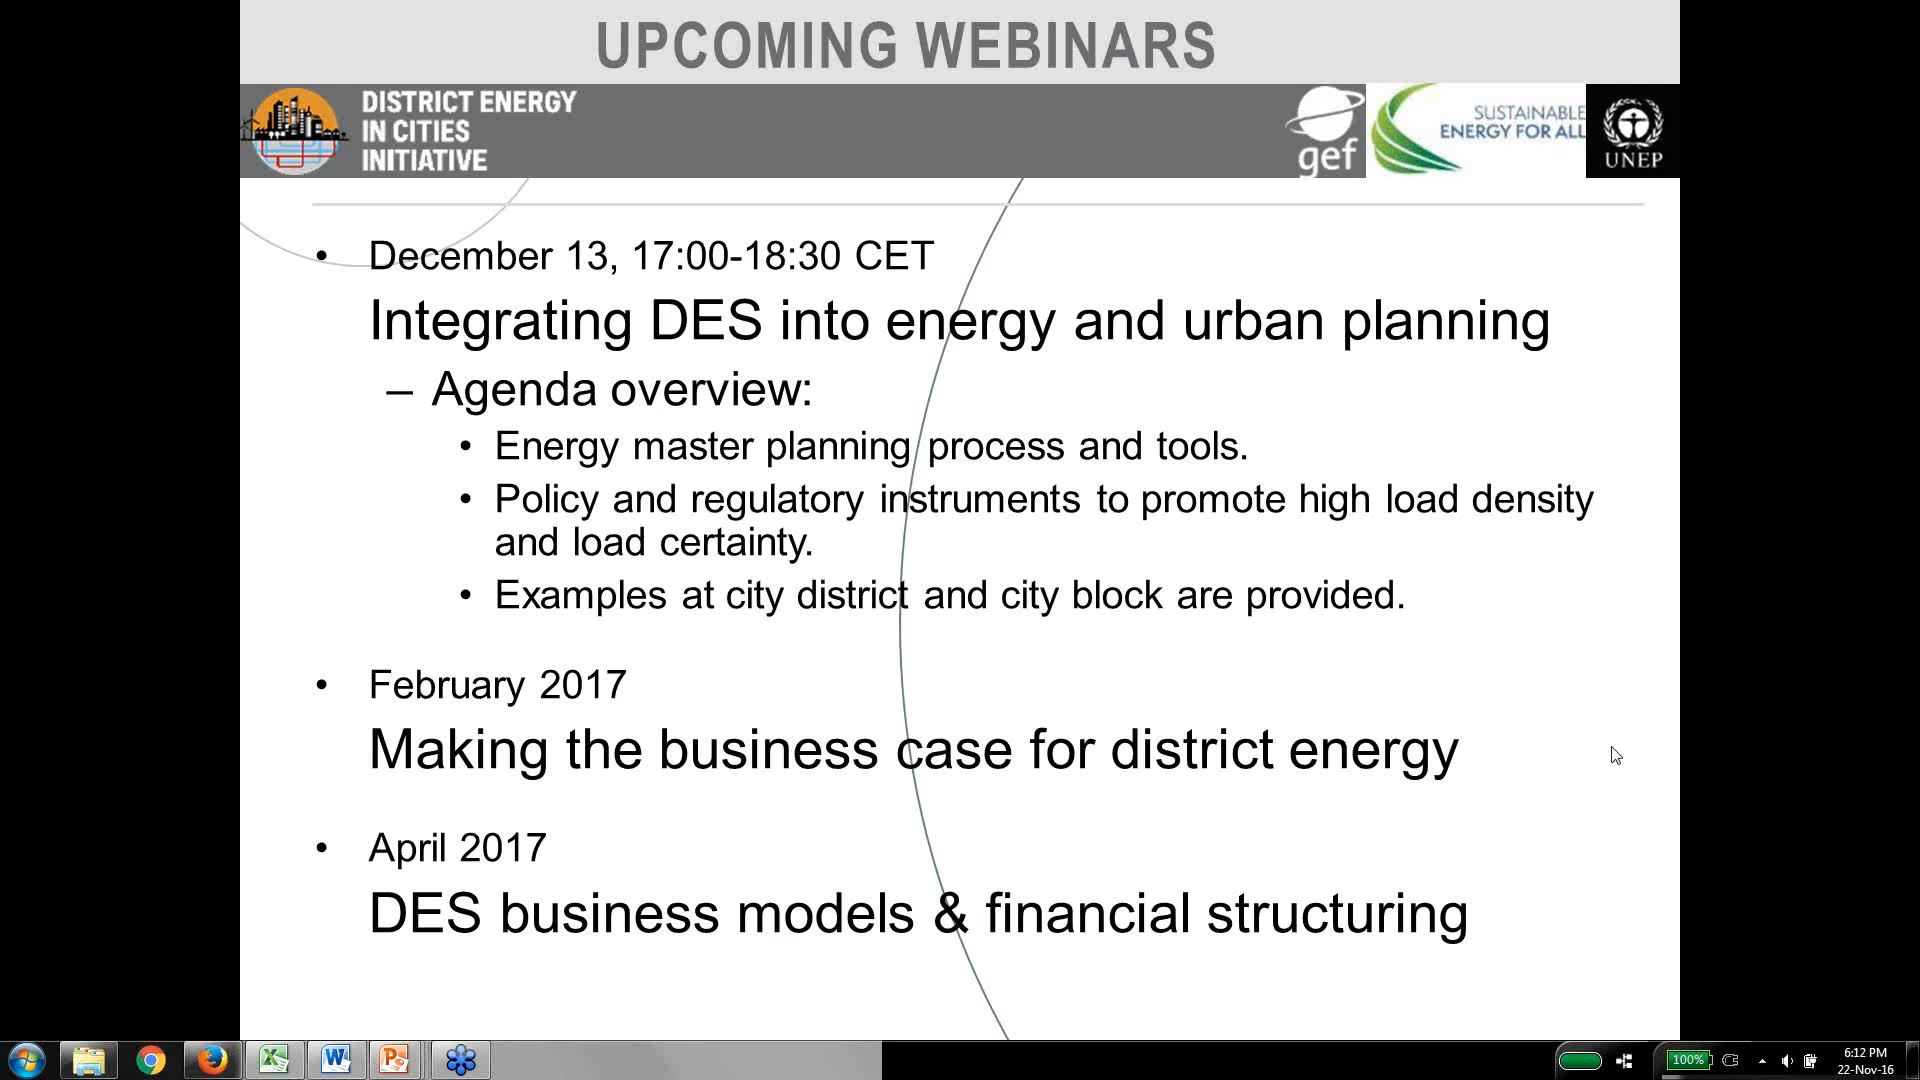 UPCOMING WEBINARS
DISTRICT ENERGY
IN CITIES
INITIATIVE
gef
SUSTAINABLE
ENERGY FOR ALL
UNEP
• December 13, 17:00-18:30 CET
Integrating DES into energy and urban planning
– Agenda overview:
• Energy master planning process and tools.
• Policy and regulatory instruments to promote high load density
and load certainty.
• Examples at city district and city block are provided.
• February 2017
Making the business case for district energy
• April 2017
DES business models & financial structuring
100%
6:12 PM
22-Nov-16